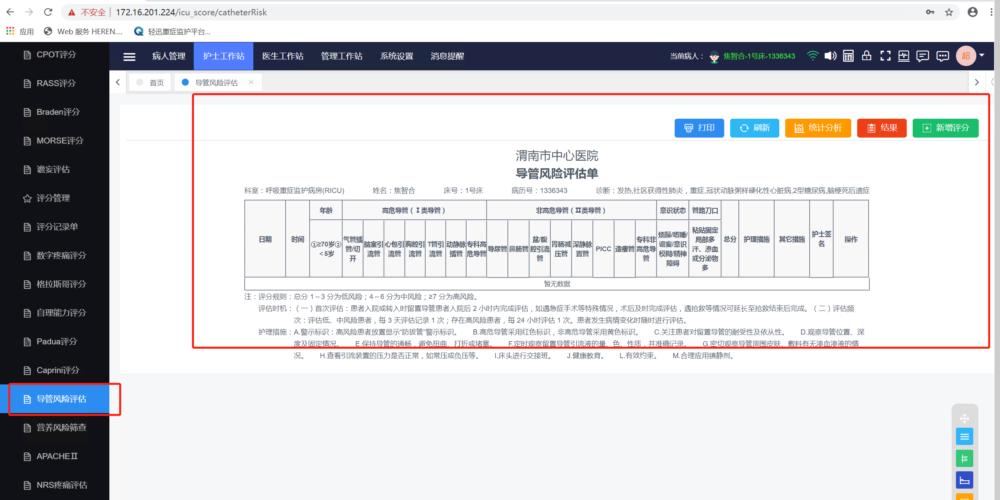 不安全 172.16.201.224/icu_score/catheterRisk
应用 Web 服务 HEREN.... 轻迅重症监护平台...
病人管理 护士工作站 医生工作站 管理工作站 系统设置 消息提醒 当前病人： 焦智合-1号床-1336343 超
首页 导管风险评估
CPOT评分
RASS评分
Braden评分
MORSE评分
谵妄评估
评分管理
评分记录单
数字疼痛评分
格拉斯哥评分
自理能力评分
Padua评分
Caprini评分
导管风险评估
营养风险筛查
APACHEⅡ
NRS疼痛评估
打印 刷新 统计分析 结果 新增评分
渭南市中心医院
导管风险评估单
科室：呼吸重症监护病房(RICU) 姓名：焦智合 床号：1号床 病历号：1336343 诊断：发热,社区获得性肺炎，重症,冠状动脉粥样硬化性心脏病,2型糖尿病,脑梗死后遗症
日期
时间
年龄
高危导管（Ⅰ类导管）
非高危导管（Ⅱ类导管）
意识状态
管路刀口
①≥70岁②
＜5岁
气管插
管/切
开
脑室引
流管
心包引
流管
胸腔引
流管
T管引
流管
动静脉
插管
专科高
危导管
导尿管
鼻肠管
盆/腹
腔引流
管
胃肠减
压管
深静脉
置管
PICC
造瘘管
专科非
高危导
管
烦躁/嗜睡/
谵妄/意识
模糊/精神
障碍
粘贴固定
局部多
汗、渗血
或分泌物
多
总分
护理措施
其它措施
护士签
名
操作
暂无数据
注：评分规则：总分 1～3 分为低风险；4～6 分为中风险；≥7 分为高风险。
评估时机：（一）首次评估：患者入院或转入时留置导管患者入院后 2 小时内完成评估，如遇急症手术等特殊情况，术后及时完成评估，遇抢救等情况可延长至抢救结束后完成。（二）评估频
次：评估低、中风险患者，每 3 天评估记录 1 次；存在高风险患者，每 24 小时评估 1 次。患者发生病情变化时随时进行评估。
护理措施：A.警示标识：高风险患者放置显示“防拔管”警示标识。 B.高危导管采用红色标识，非高危导管采用黄色标识。 C.关注患者对留置导管的耐受性及依从性。 D.观察导管位置、深
度及固定情况。 E.保持导管的通畅，避免扭曲、打折或堵塞。 F.定时观察留置导管引流液的量、色、性质，并准确记录。 G.密切观察导管周围皮肤、敷料有无渗血渗液的情
况。 H.查看引流装置的压力是否正常，如常压或负压等。 I.床头进行交接班。 J.健康教育。 L.有效约束。 M.合理应用镇静剂。